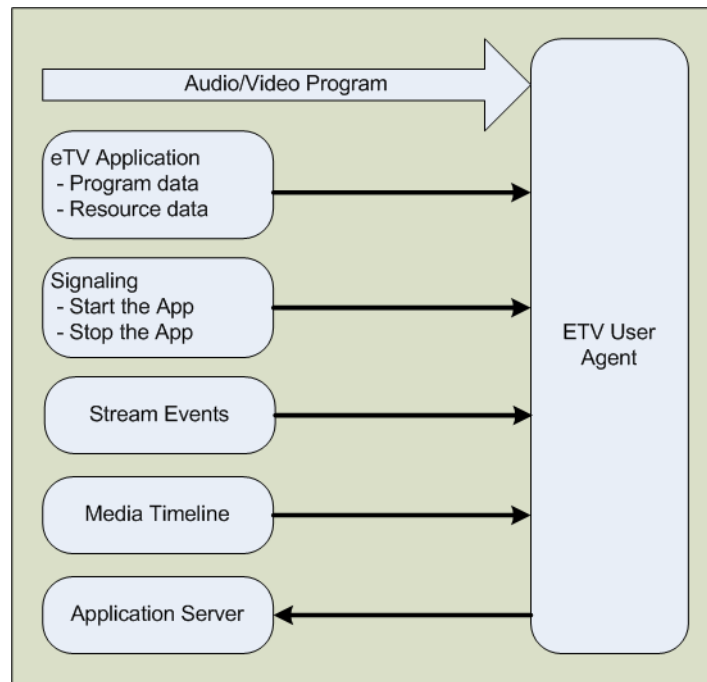 Audio/Video Program
eTV Application
- Program data
- Resource data
Signaling
- Start the App
- Stop the App
Stream Events
Media Timeline
Application Server
ETV User
Agent